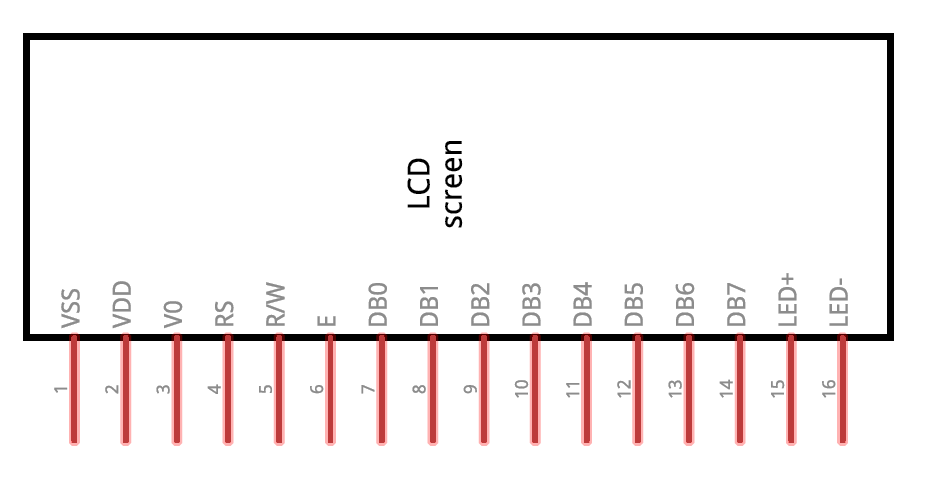 LCD
screen
VSS
VDD
V0
RS
R/W
E
DB0
DB1
DB2
DB3
DB4
DB5
DB6
DB7
LED+
LED-
1
2
3
4
5
6
7
8
9
10
11
12
13
14
15
16